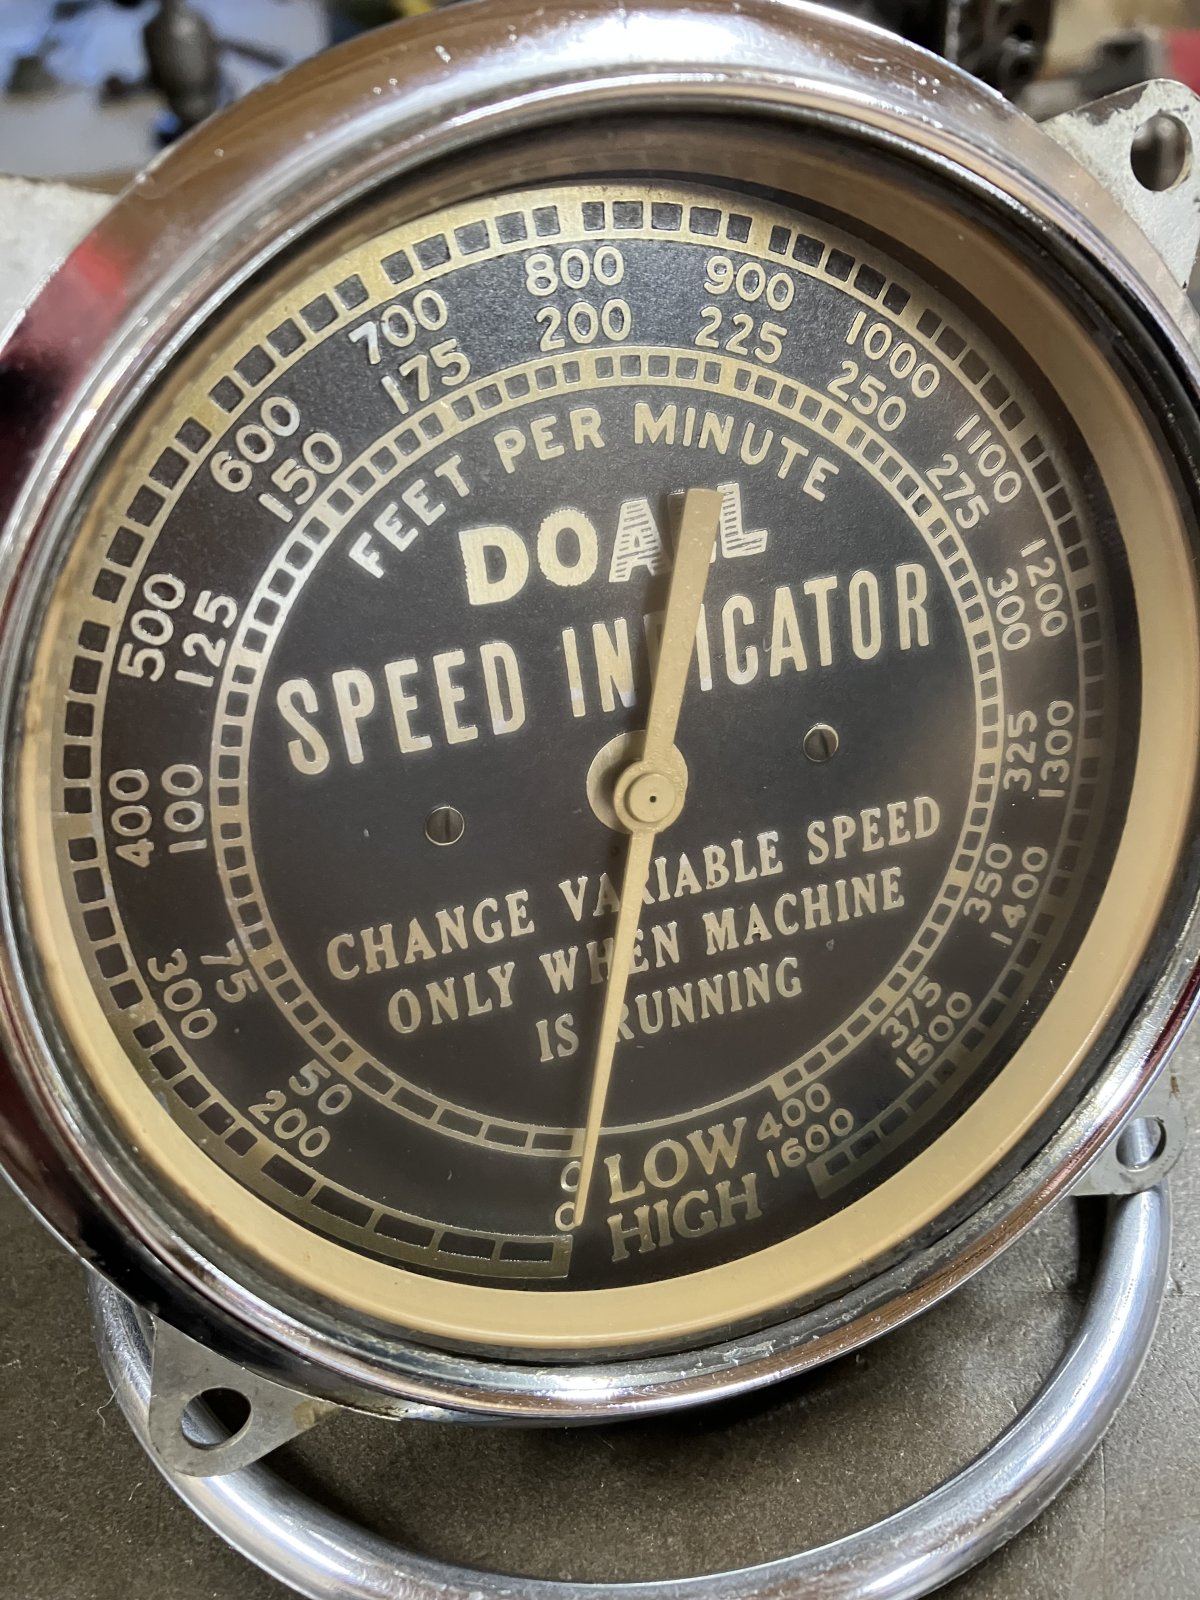 800 900
200 225
700 1000
175 250
600 1100
150 275
500 1200
125 300
400 1300
100 325
300 1400
75 350
200 1500
50 375
400
1600
0
0
FEET PER MINUTE
DOALL
SPEED INDICATOR
CHANGE VARIABLE SPEED
ONLY WHEN MACHINE
IS RUNNING
LOW
HIGH